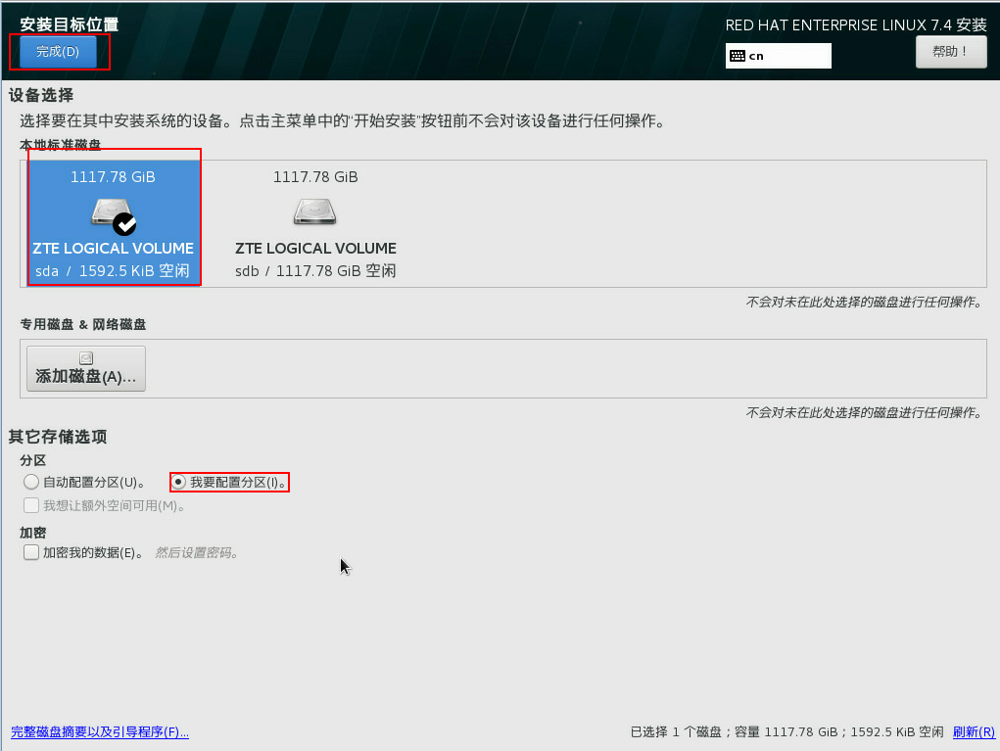 安装目标位置
RED HAT ENTERPRISE LINUX 7.4 安装
完成(D)
cn
帮助！
设备选择
选择要在其中安装系统的设备。点击主菜单中的“开始安装”按钮前不会对该设备进行任何操作。
本地标准磁盘
1117.78 GiB
ZTE LOGICAL VOLUME
sda / 1592.5 KiB 空闲
1117.78 GiB
ZTE LOGICAL VOLUME
sdb / 1117.78 GiB 空闲
不会对未在此处选择的磁盘进行任何操作。
专用磁盘 & 网络磁盘
添加磁盘(A)...
不会对未在此处选择的磁盘进行任何操作。
其它存储选项
分区
自动配置分区(U)。 我要配置分区(I)。
我想让额外空间可用(M)。
加密
加密我的数据(E)。 然后设置密码。
完整磁盘摘要以及引导程序(F)...
已选择 1 个磁盘；容量 1117.78 GiB；1592.5 KiB 空闲 刷新(R)